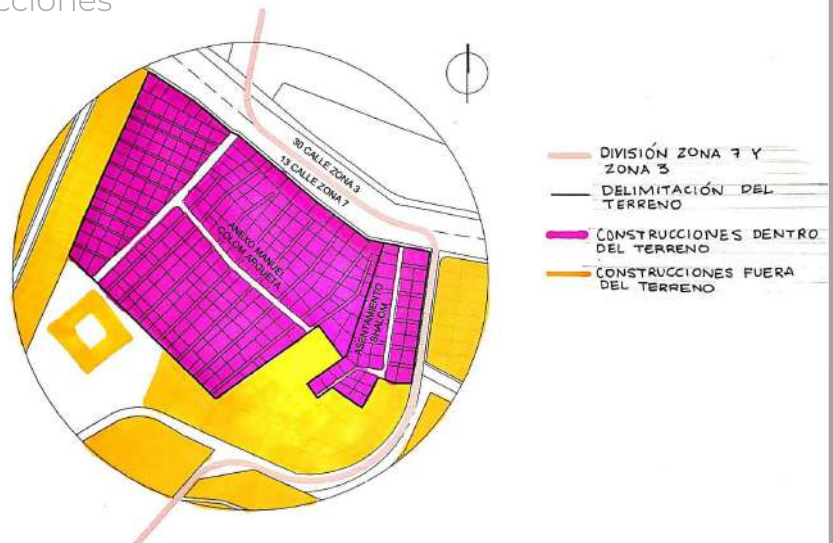 cciones
30 CALLE ZONA 3
13 CALLE ZONA 7
ANEXO MANUEL
COLOM ARGUETA
ASENTAMIENTO
SHALOM
DIVISIÓN ZONA 7 Y
ZONA 3
DELIMITACIÓN DEL
TERRENO
CONSTRUCCIONES DENTRO
DEL TERRENO
CONSTRUCCIONES FUERA
DEL TERRENO